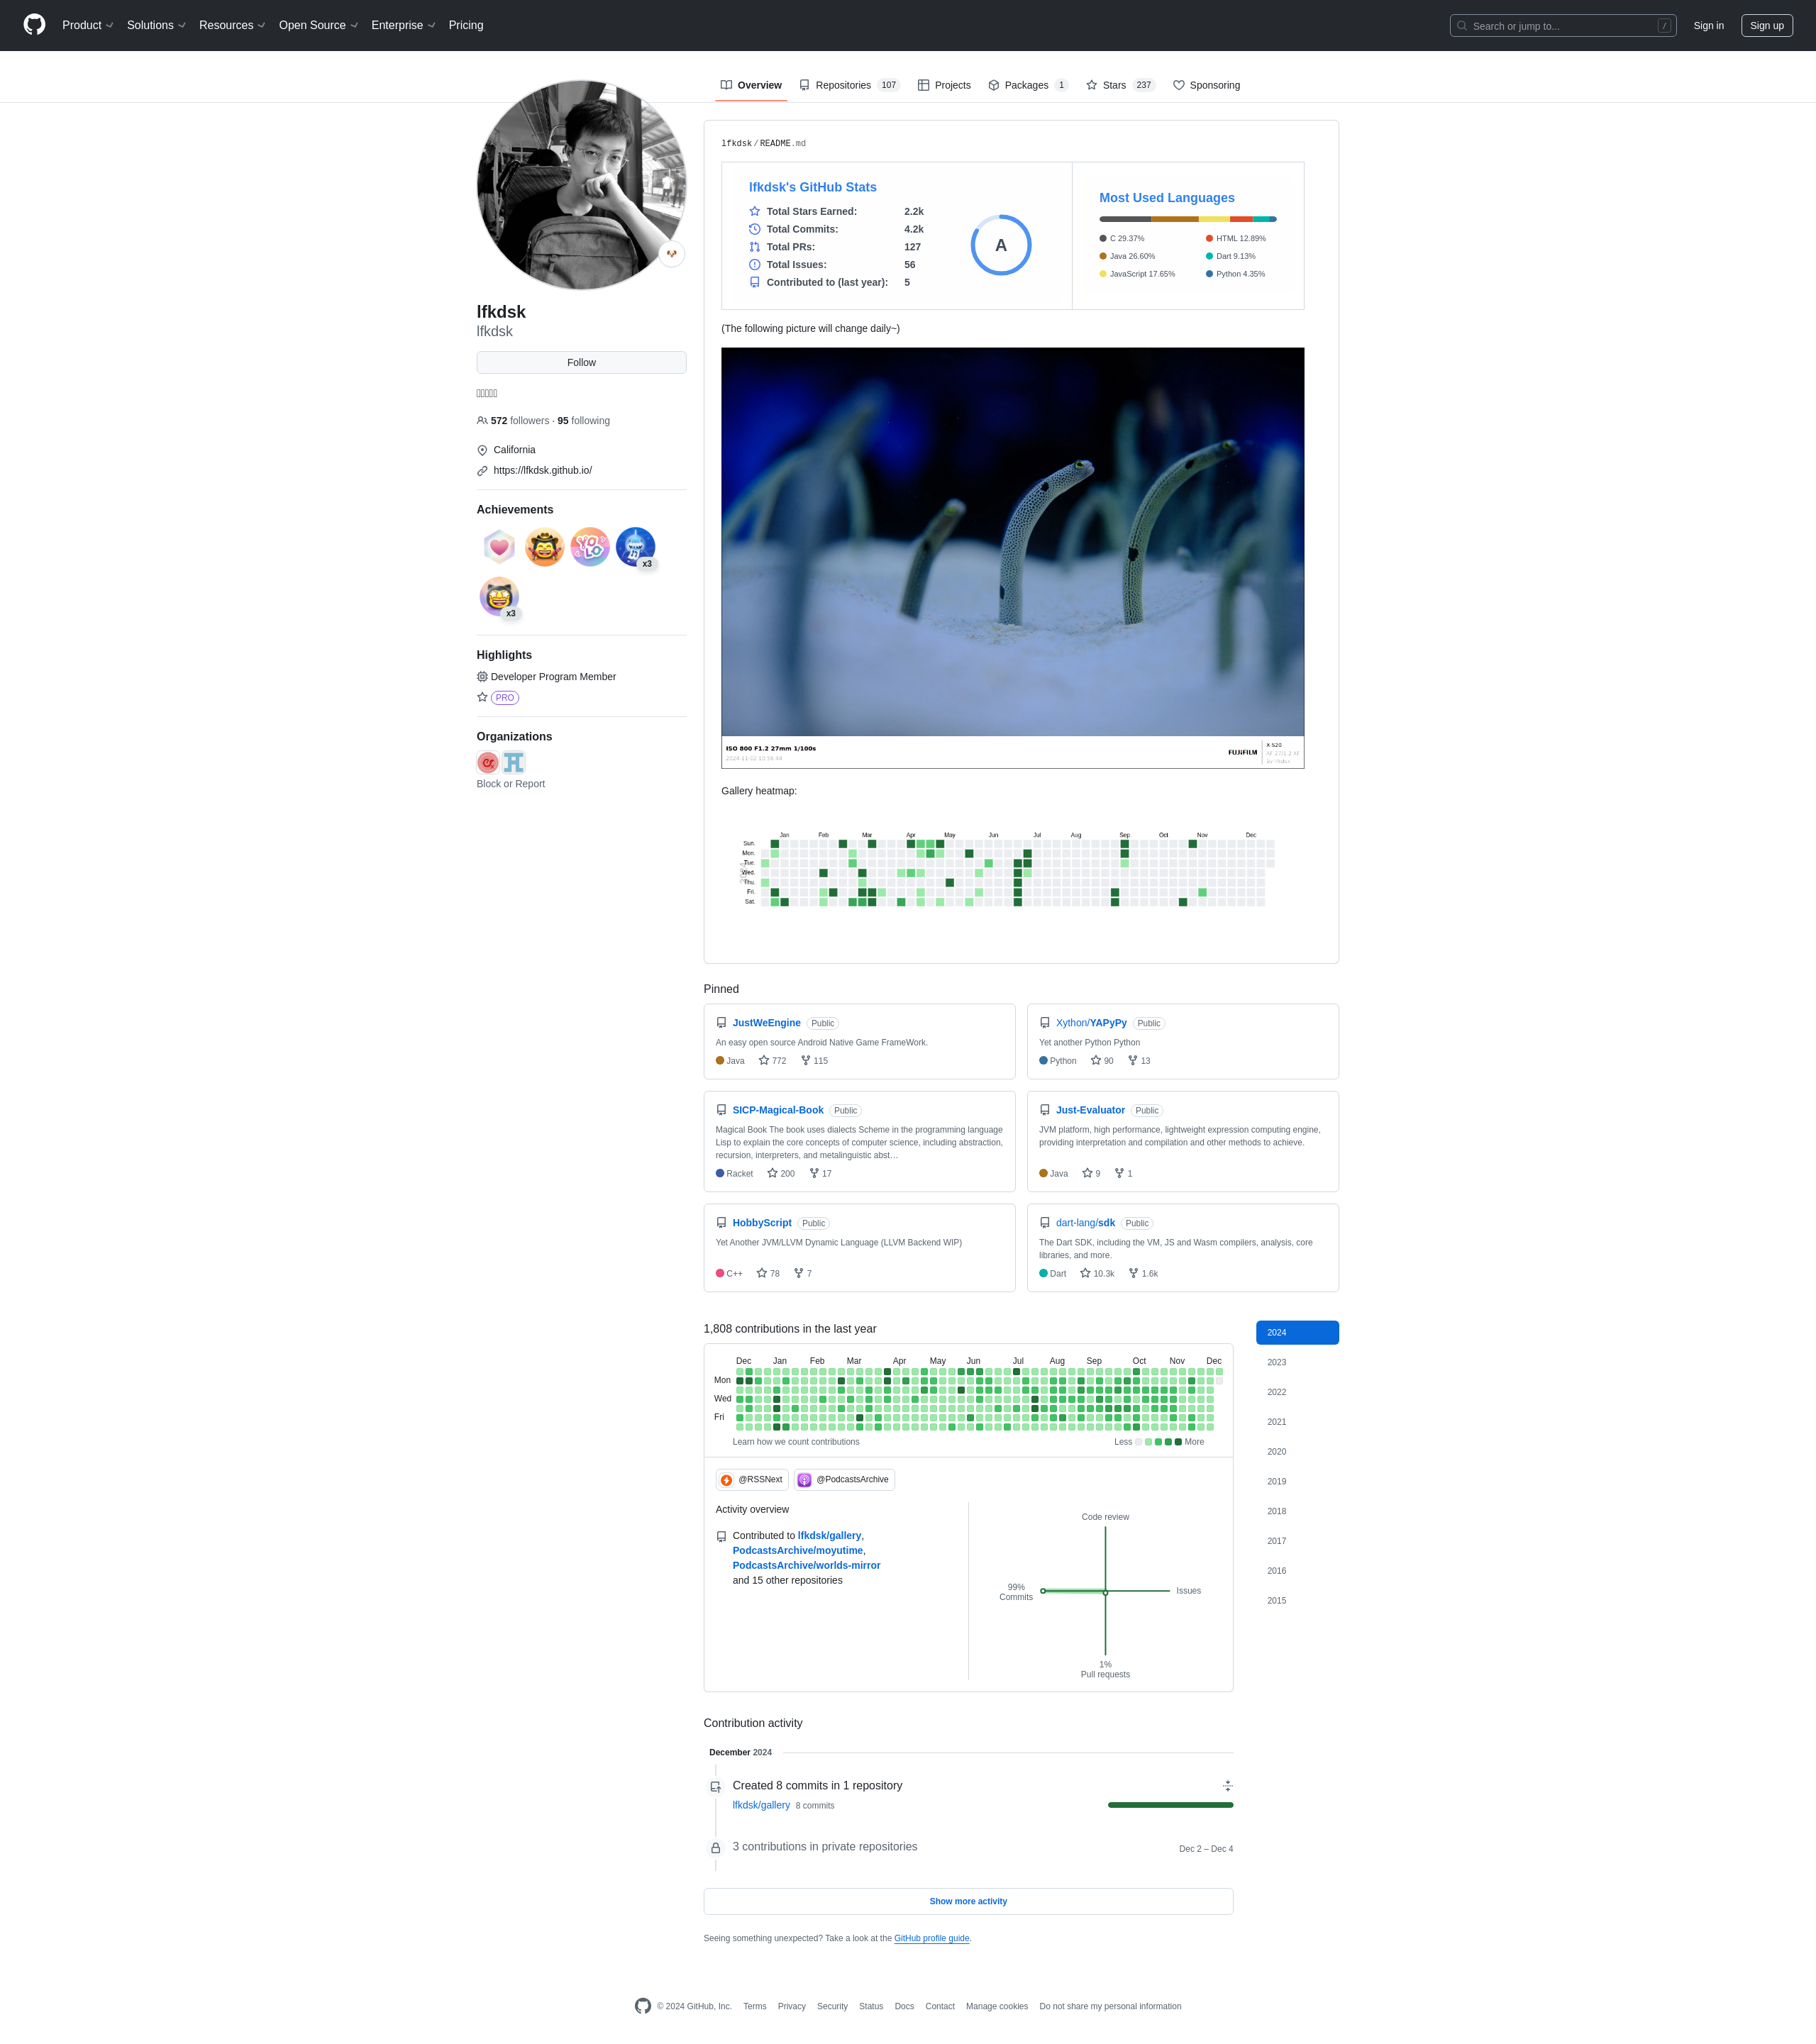 Product Solutions Resources Open Source Enterprise Pricing
Search or jump to... /
Sign in
Sign up
Overview Repositories 107 Projects Packages 1 Stars 237 Sponsoring
lfkdsk
lfkdsk
Follow
572 followers · 95 following
California
https://lfkdsk.github.io/
Achievements
YOLO
x3
x3
Highlights
Developer Program Member
PRO
Organizations
Block or Report
lfkdsk / README.md
lfkdsk's GitHub Stats
Total Stars Earned: 2.2k
Total Commits: 4.2k
Total PRs: 127
Total Issues: 56
Contributed to (last year): 5
A
Most Used Languages
C 29.37% HTML 12.89%
Java 26.60% Dart 9.13%
JavaScript 17.65% Python 4.35%
(The following picture will change daily~)
ISO 800 F1.2 27mm 1/100s
FUJIFILM
X-S20
Gallery heatmap:
Jan Feb Mar Apr May Jun Jul Aug Sep Oct Nov Dec
Sun.
Mon.
Tue.
Wed.
Thu.
Fri.
Sat.
Pinned
JustWeEngine Public
An easy open source Android Native Game FrameWork.
Java 772 115
Xython/YAPyPy Public
Yet another Python Python
Python 90 13
SICP-Magical-Book Public
Magical Book The book uses dialects Scheme in the programming language
Lisp to explain the core concepts of computer science, including abstraction,
recursion, interpreters, and metalinguistic abst…
Racket 200 17
Just-Evaluator Public
JVM platform, high performance, lightweight expression computing engine,
providing interpretation and compilation and other methods to achieve.
Java 9 1
HobbyScript Public
Yet Another JVM/LLVM Dynamic Language (LLVM Backend WIP)
C++ 78 7
dart-lang/sdk Public
The Dart SDK, including the VM, JS and Wasm compilers, analysis, core
libraries, and more.
Dart 10.3k 1.6k
1,808 contributions in the last year
Dec Jan Feb Mar Apr May Jun Jul Aug Sep Oct Nov Dec
Mon
Wed
Fri
Learn how we count contributions
Less More
2024
2023
2022
2021
2020
2019
2018
2017
2016
2015
@RSSNext @PodcastsArchive
Activity overview
Contributed to lfkdsk/gallery,
PodcastsArchive/moyutime,
PodcastsArchive/worlds-mirror
and 15 other repositories
Code review
99%
Commits
Issues
1%
Pull requests
Contribution activity
December 2024
Created 8 commits in 1 repository
lfkdsk/gallery 8 commits
3 contributions in private repositories
Dec 2 – Dec 4
Show more activity
Seeing something unexpected? Take a look at the GitHub profile guide.
© 2024 GitHub, Inc. Terms Privacy Security Status Docs Contact Manage cookies Do not share my personal information